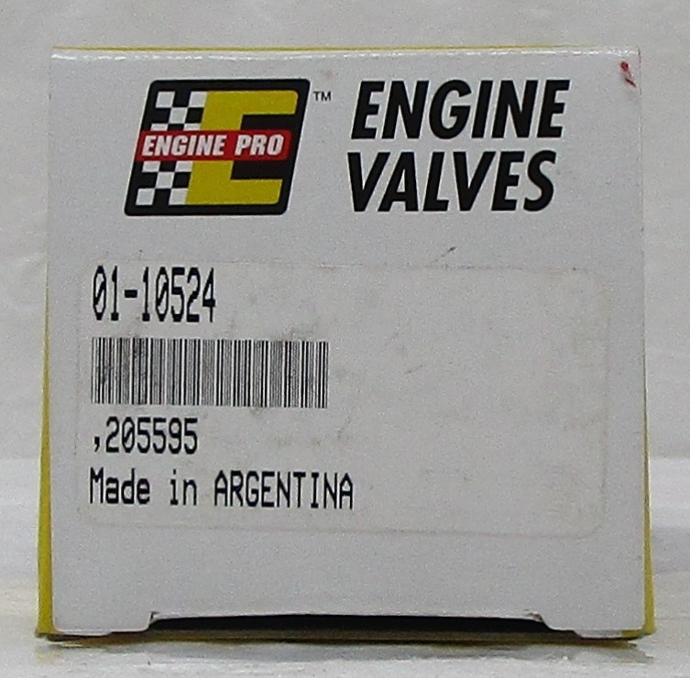 ENGINE PRO
™
ENGINE
VALVES
01-10524
,205595
Made in ARGENTINA